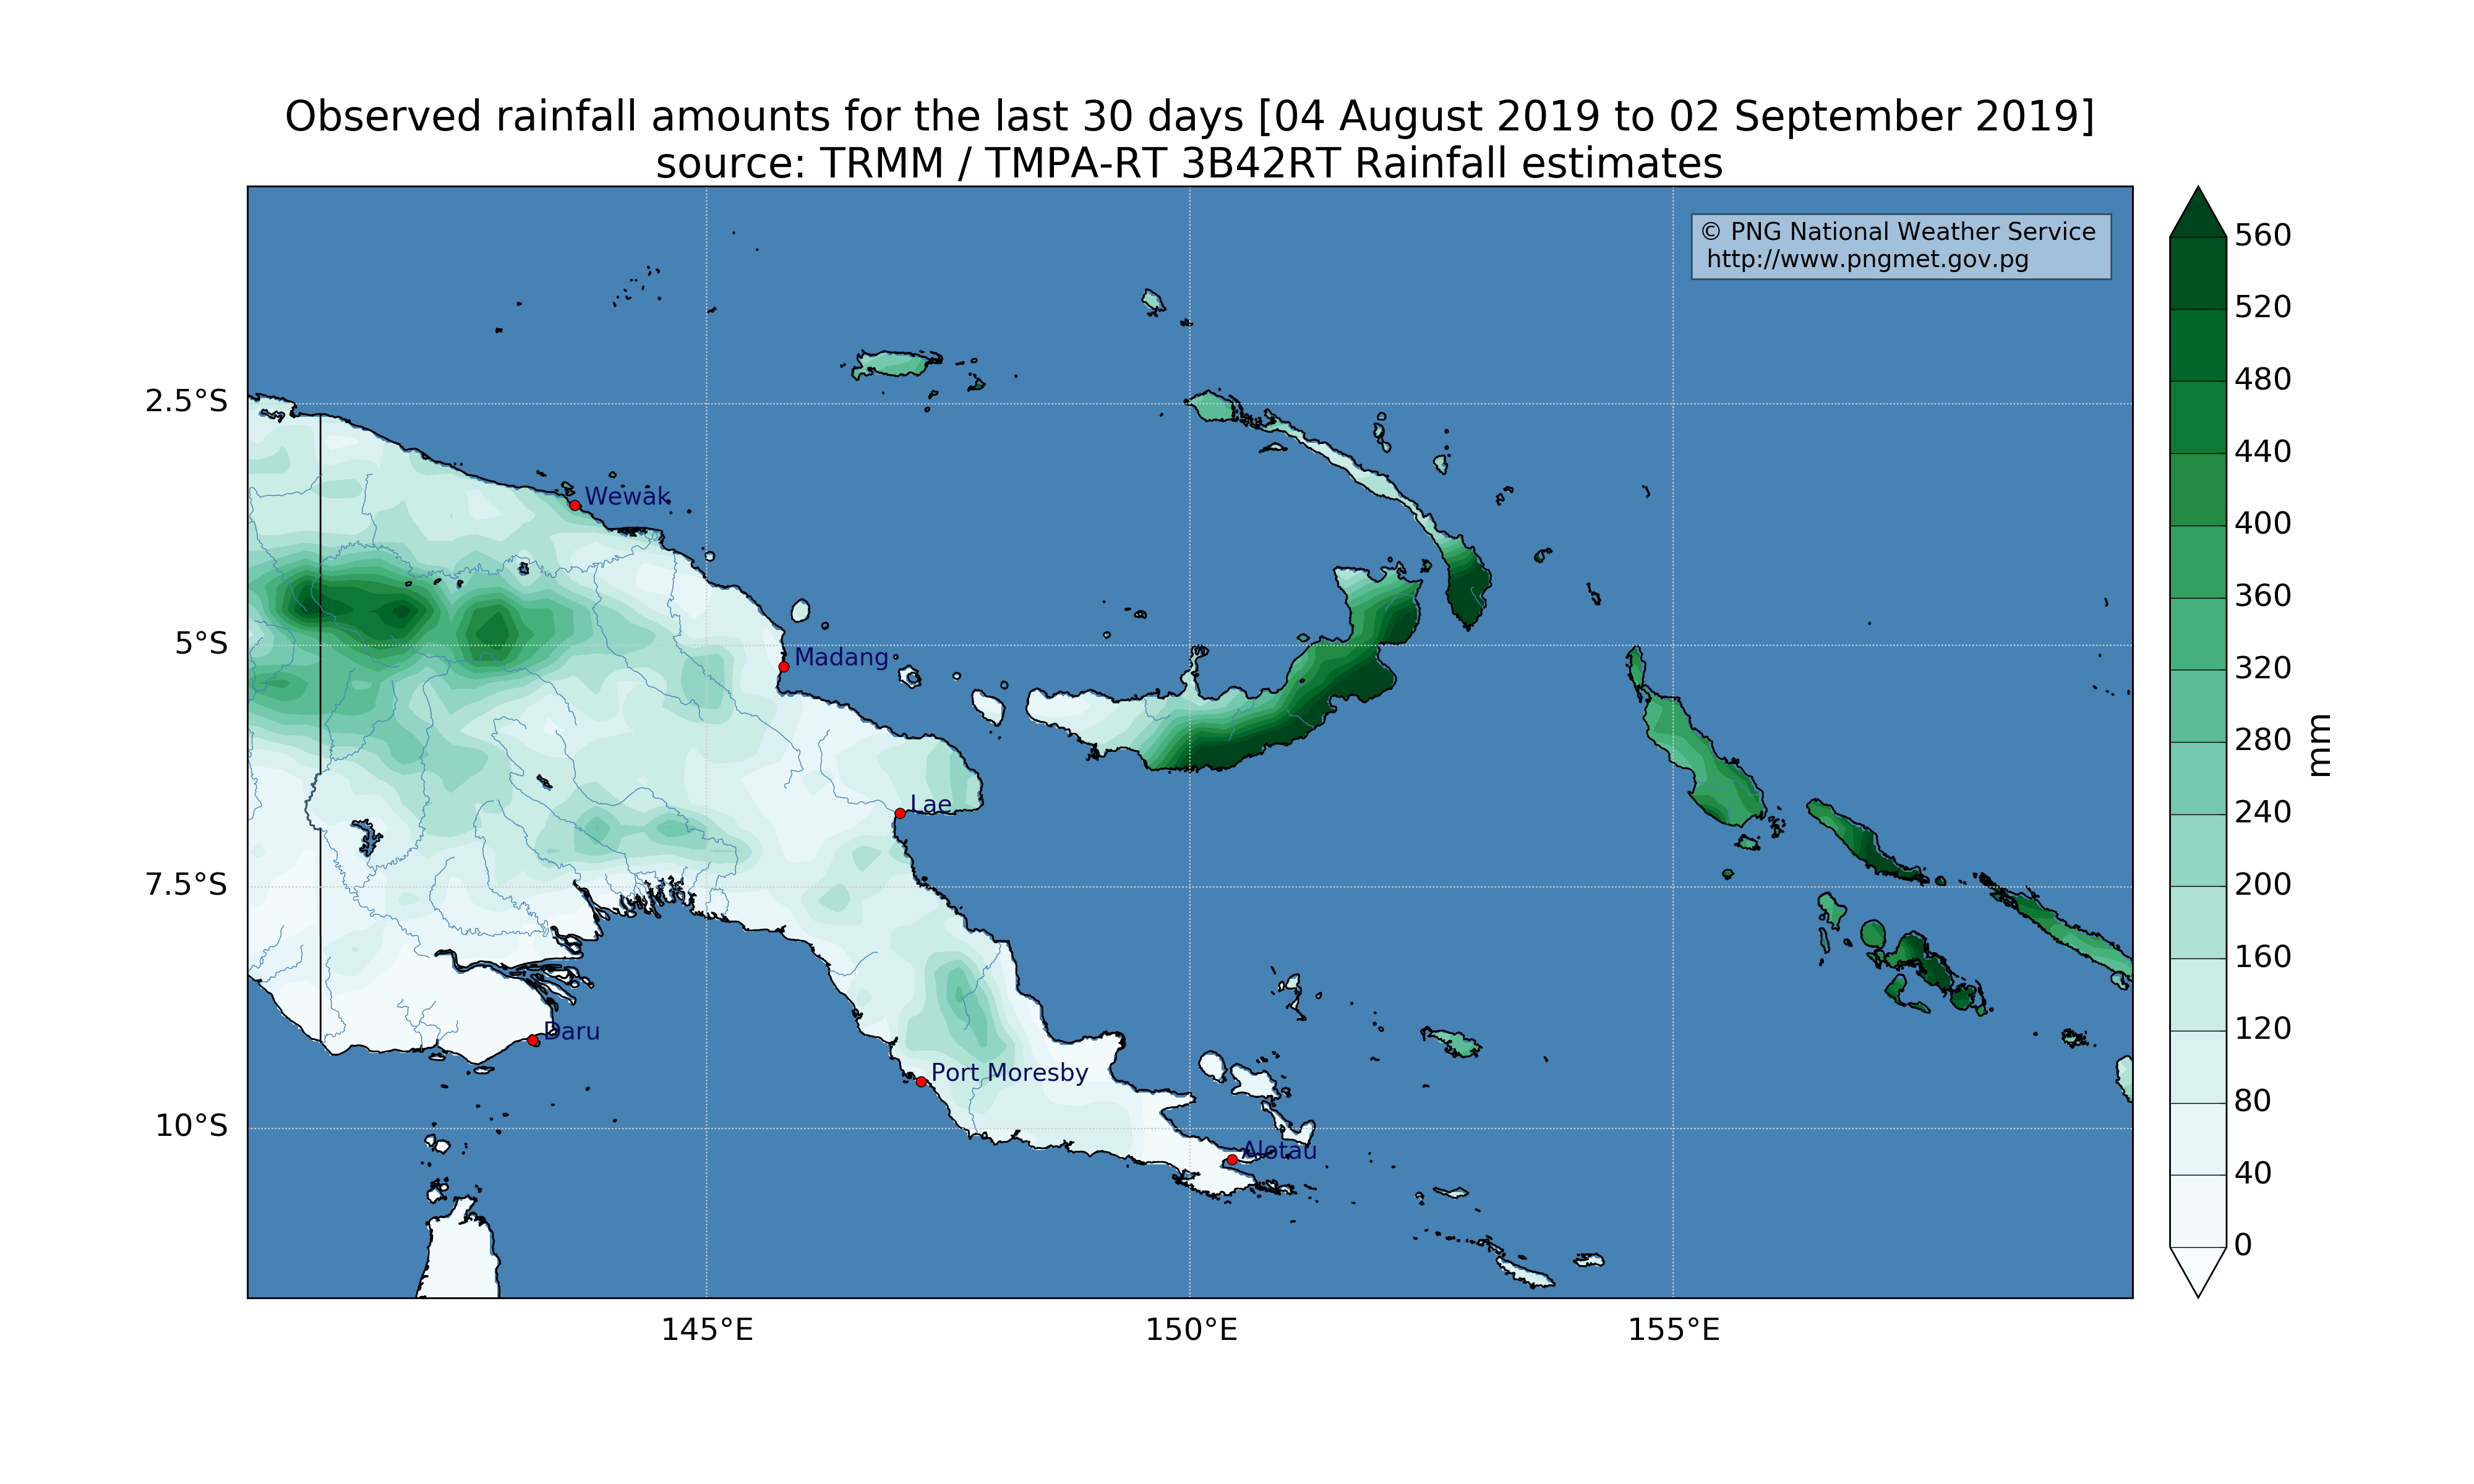 Observed rainfall amounts for the last 30 days [04 August 2019 to 02 September 2019]
source: TRMM / TMPA-RT 3B42RT Rainfall estimates
© PNG National Weather Service
http://www.pngmet.gov.pg
2.5°S
5°S
7.5°S
10°S
145°E
150°E
155°E
Wewak
Madang
Lae
Daru
Port Moresby
Alotau
560
520
480
440
400
360
320
280
240
200
160
120
80
40
0
mm